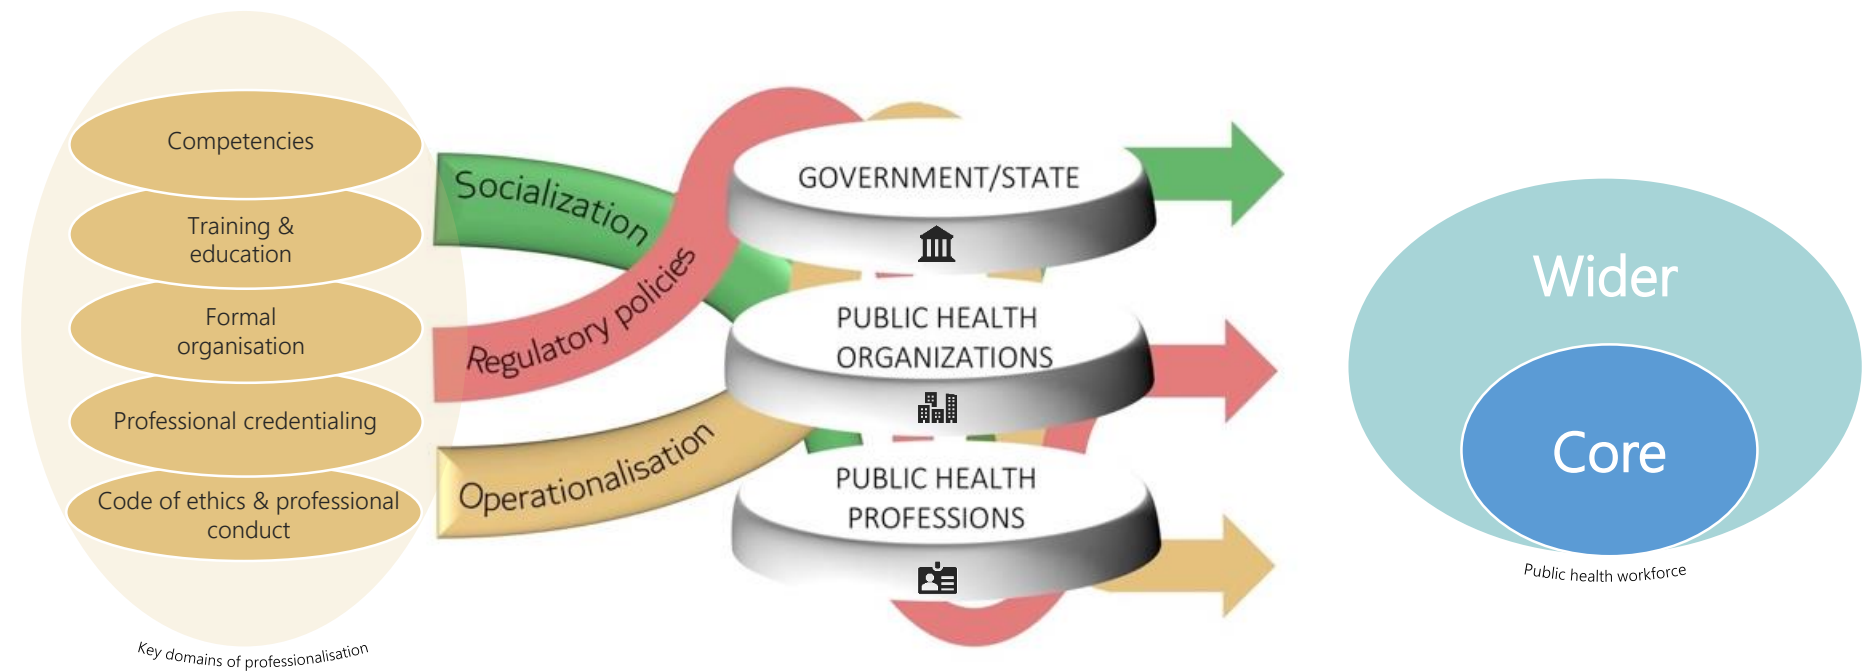 Competencies
Training &
education
Formal
organisation
Professional credentialing
Code of ethics & professional
conduct
Key domains of professionalisation
Socialization
Regulatory policies
Operationalisation
GOVERNMENT/STATE
PUBLIC HEALTH
ORGANIZATIONS
PUBLIC HEALTH
PROFESSIONS
Wider
Core
Public health workforce